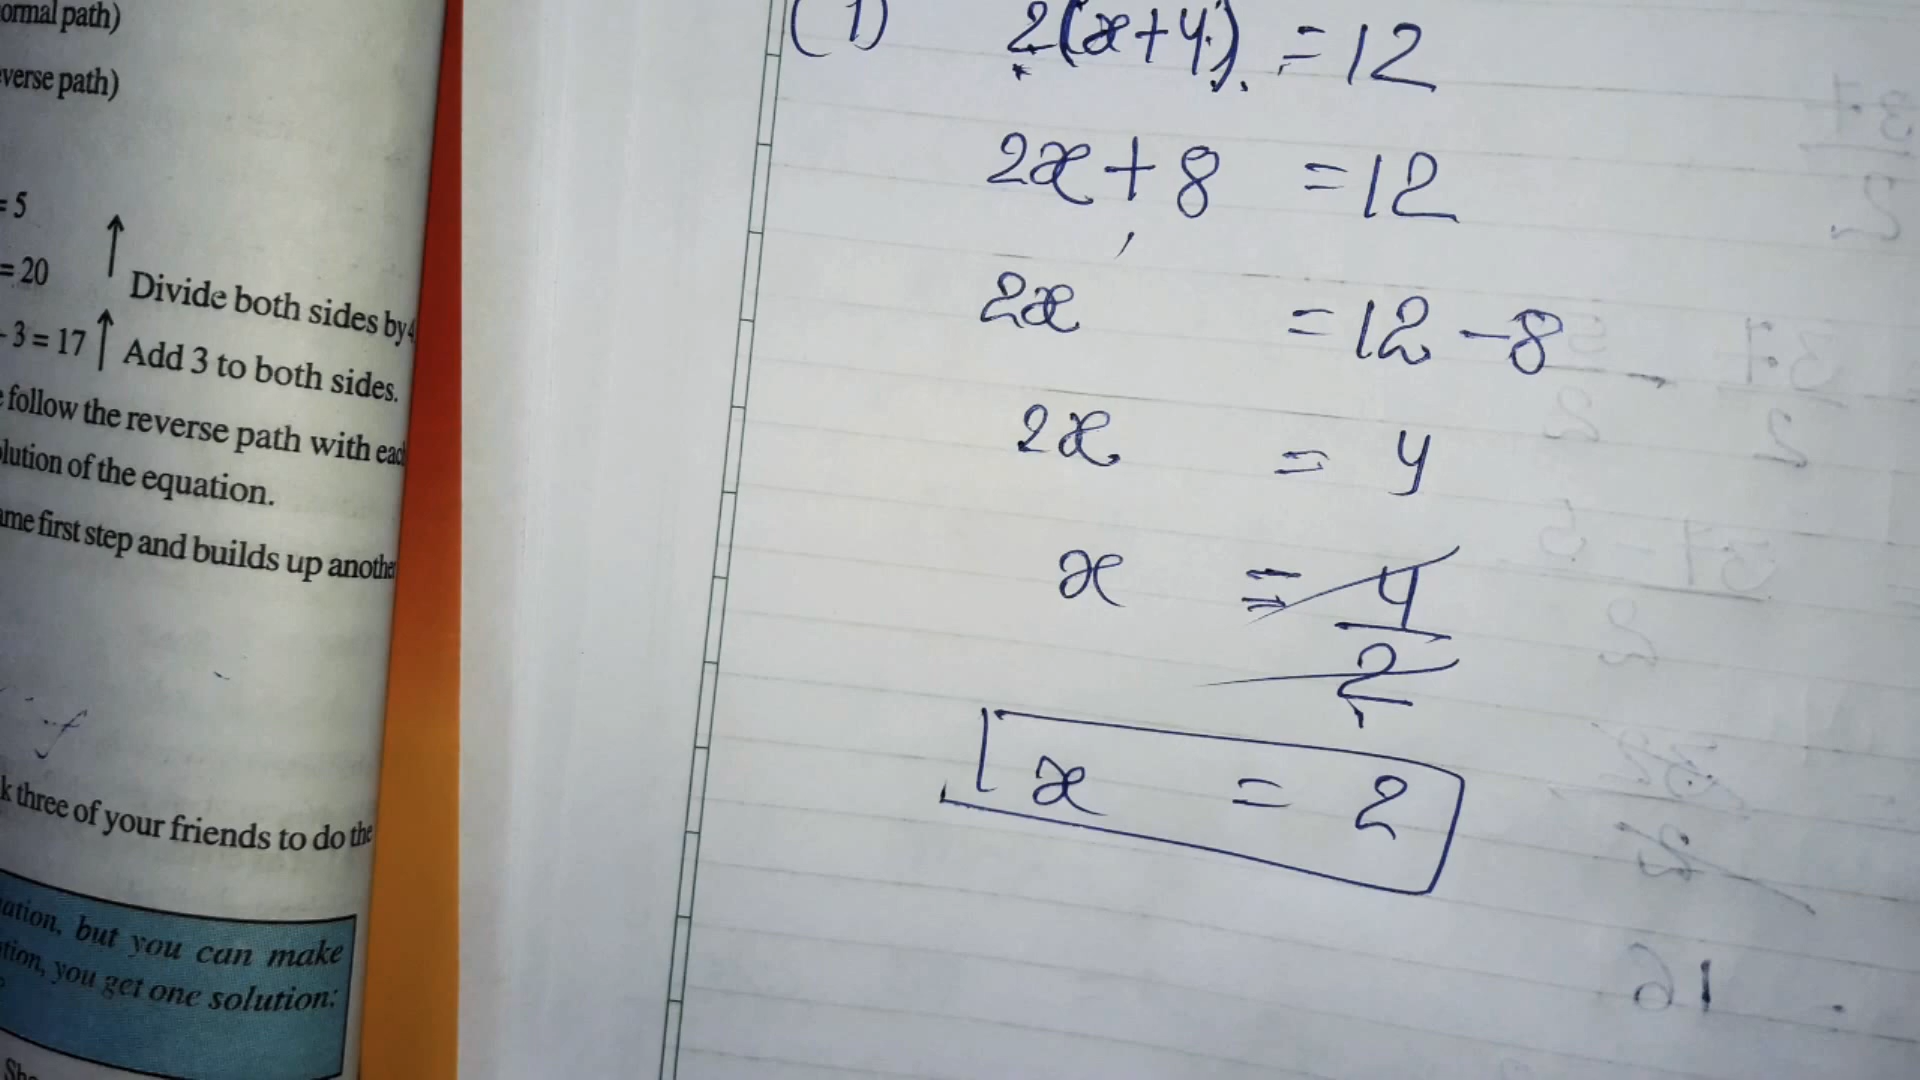 ormal path)
verse path)
= 5
= 20
Divide both sides by 4
- 3 = 17
Add 3 to both sides.
follow the reverse path with
lution of the equation.
ame first step and builds up another
k three of your friends to do the
ation, but you can make
tion, you get one solution:
(1) 2(x+4) = 12
2x + 8 = 12
2x = 12 - 8
2x = 4
x = 4/2
x = 2